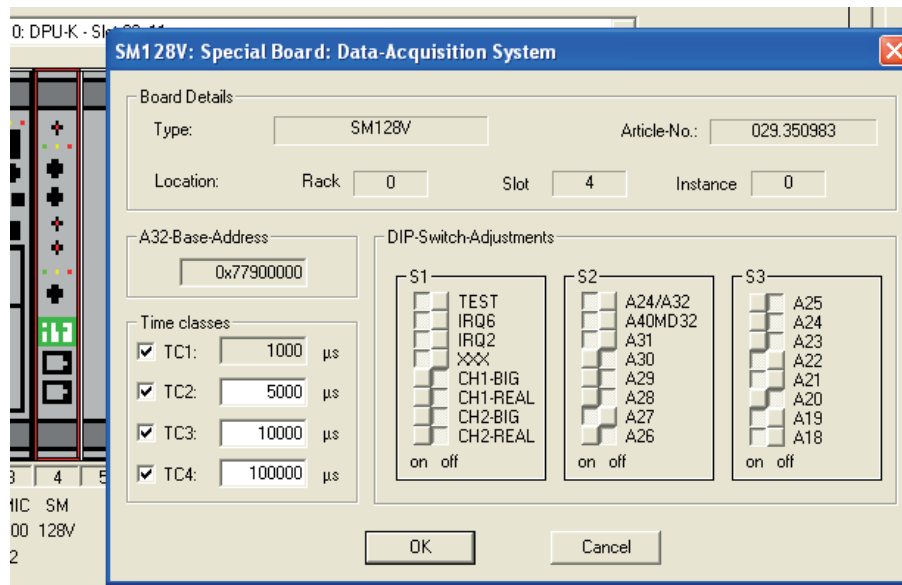 0: DPU-K - Sl
SM128V: Special Board: Data-Acquisition System
Board Details
Type: SM128V Article-No.: 029.350983
Location: Rack 0 Slot 4 Instance 0
A32-Base-Address
0x77900000
Time classes
TC1: 1000 µs
TC2: 5000 µs
TC3: 10000 µs
TC4: 100000 µs
DIP-Switch-Adjustments
S1
TEST
IRQ6
IRQ2
XXX
CH1-BIG
CH1-REAL
CH2-BIG
CH2-REAL
on off
S2
A24/A32
A40MD32
A31
A30
A29
A28
A27
A26
on off
S3
A25
A24
A23
A22
A21
A20
A19
A18
on off
iba
4 5
SM
00 128V
2
OK Cancel